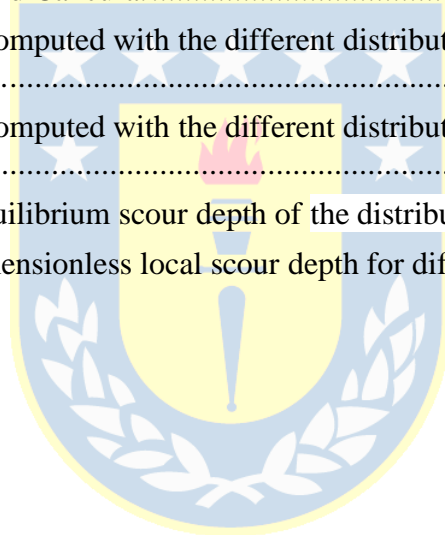 omputed with the different distribut
....................................................................
omputed with the different distribut
....................................................................
uilibrium scour depth of the distribu
ensionless local scour depth for dif